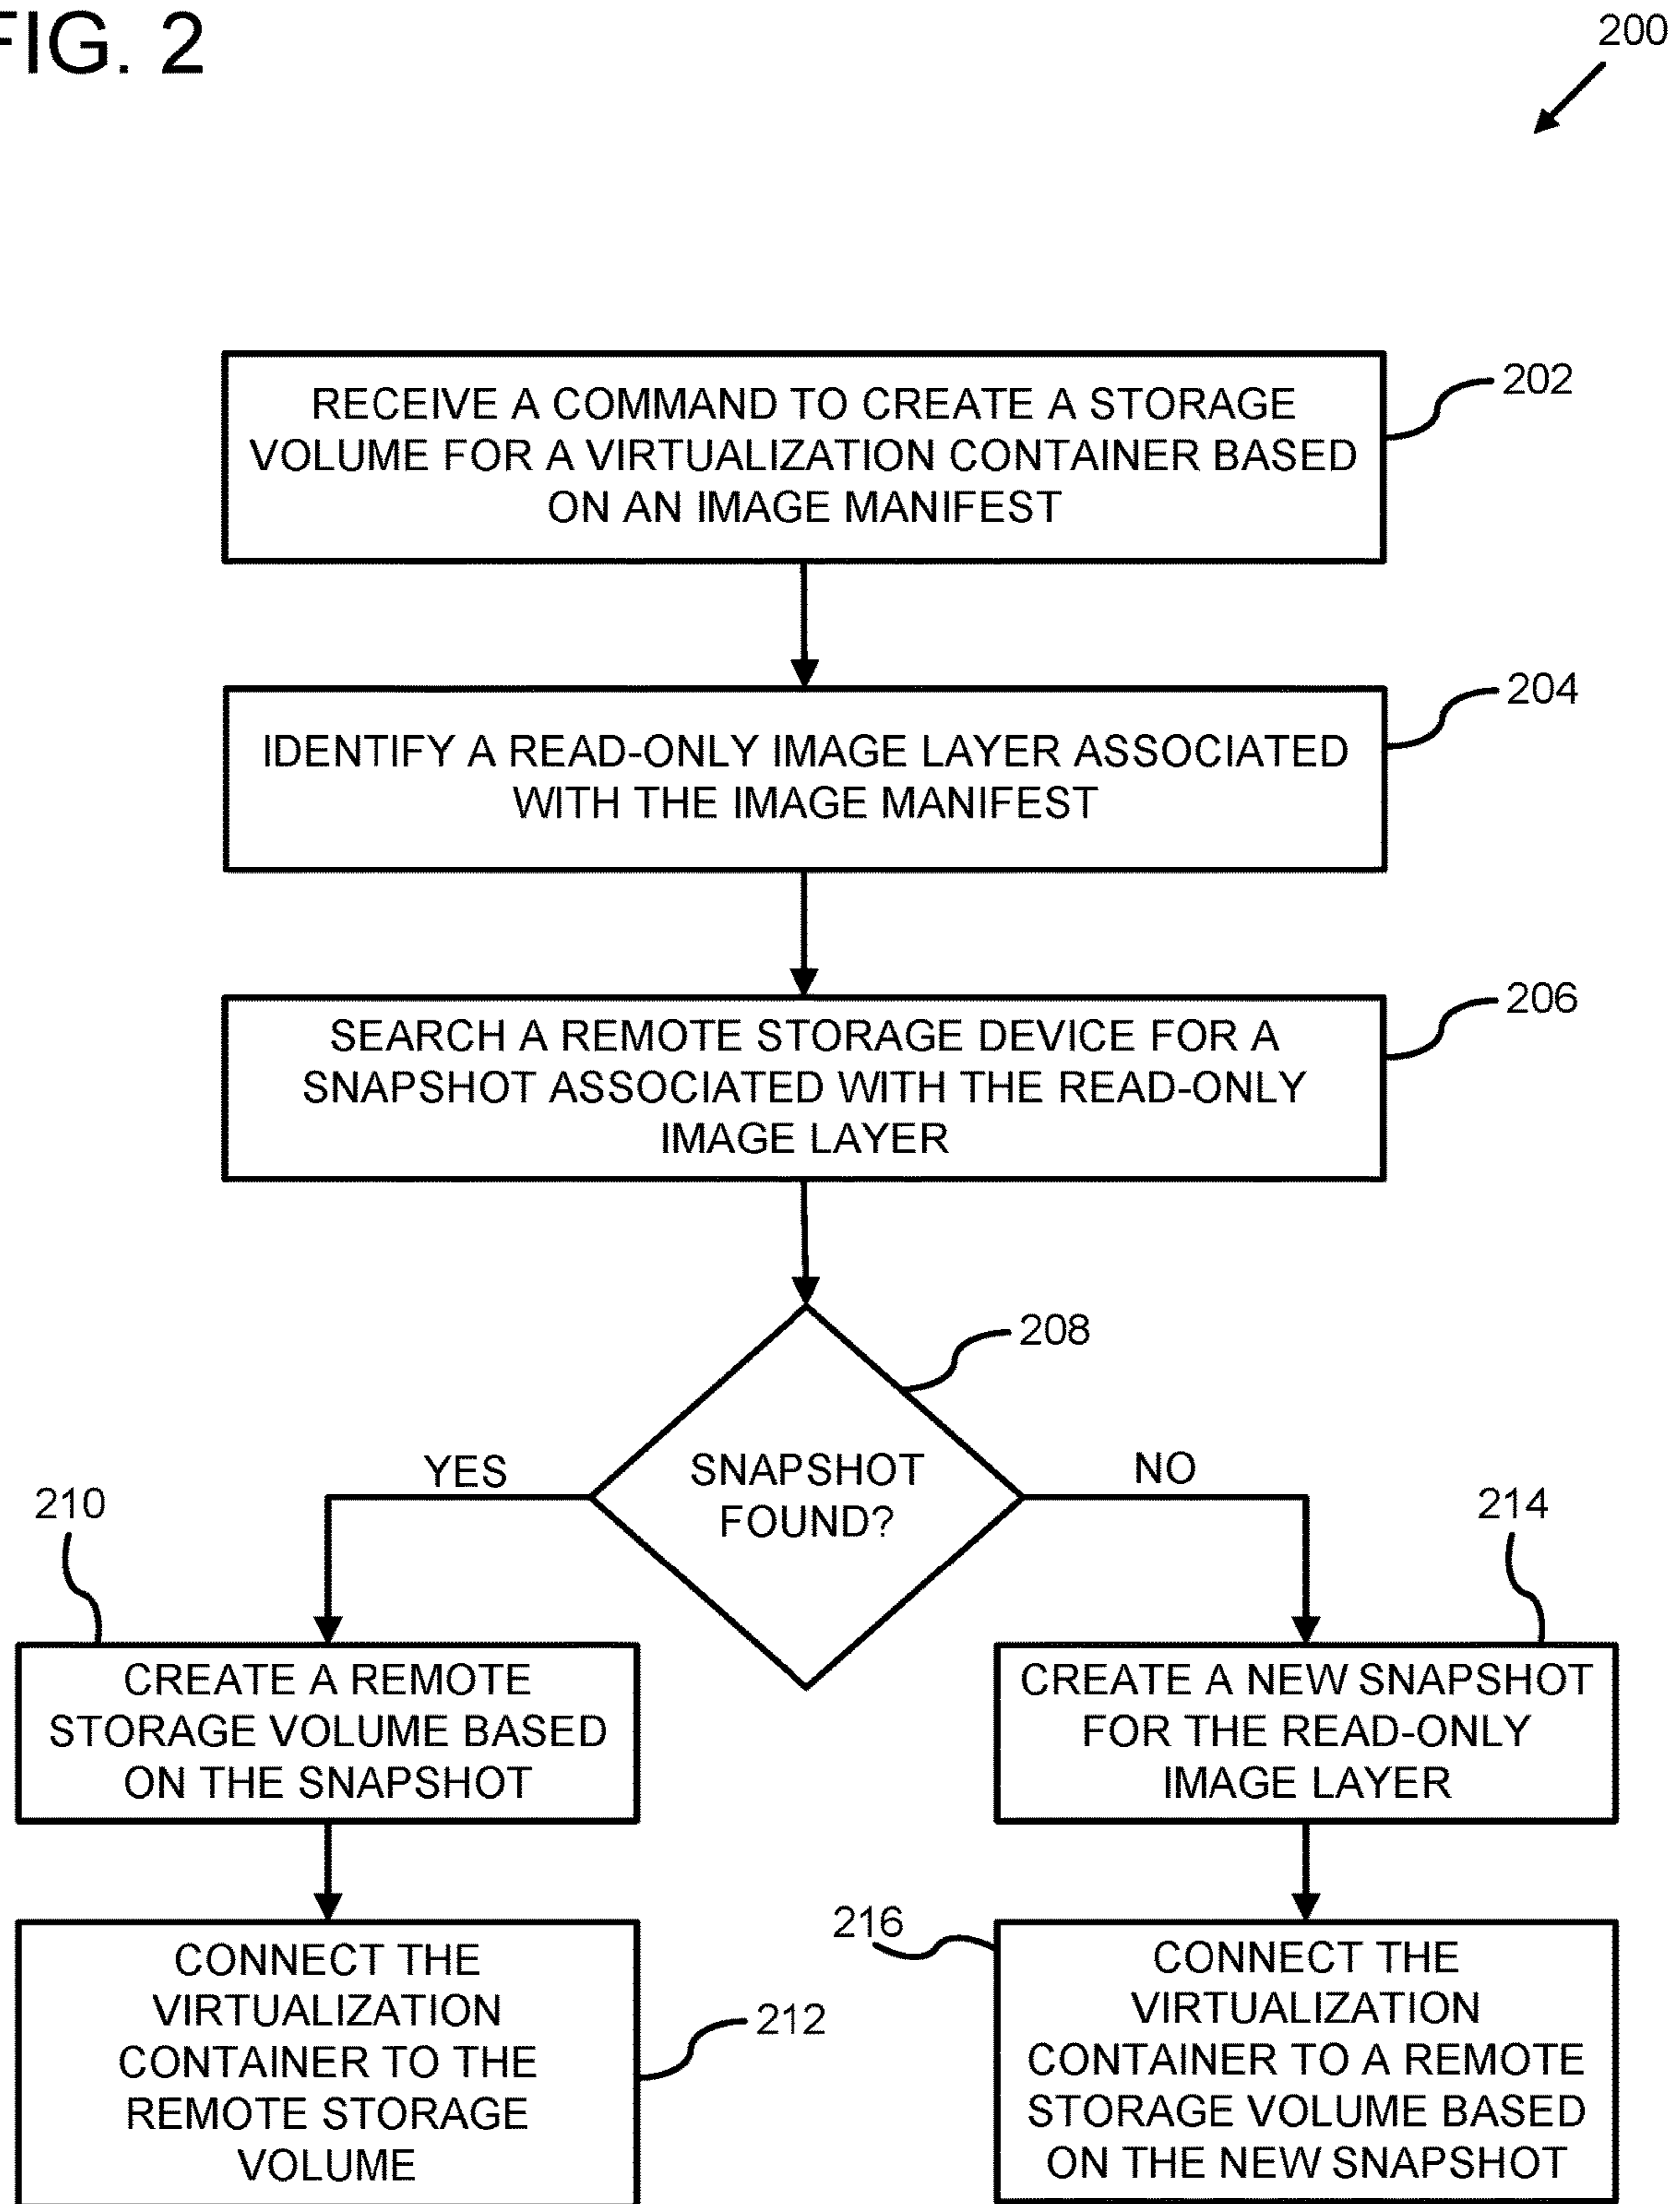 FIG. 2
200
RECEIVE A COMMAND TO CREATE A STORAGE
VOLUME FOR A VIRTUALIZATION CONTAINER BASED
ON AN IMAGE MANIFEST
202
IDENTIFY A READ-ONLY IMAGE LAYER ASSOCIATED
WITH THE IMAGE MANIFEST
204
SEARCH A REMOTE STORAGE DEVICE FOR A
SNAPSHOT ASSOCIATED WITH THE READ-ONLY
IMAGE LAYER
206
208
SNAPSHOT
FOUND?
YES
NO
210
CREATE A REMOTE
STORAGE VOLUME BASED
ON THE SNAPSHOT
214
CREATE A NEW SNAPSHOT
FOR THE READ-ONLY
IMAGE LAYER
CONNECT THE
VIRTUALIZATION
CONTAINER TO THE
REMOTE STORAGE
VOLUME
212
216
CONNECT THE
VIRTUALIZATION
CONTAINER TO A REMOTE
STORAGE VOLUME BASED
ON THE NEW SNAPSHOT